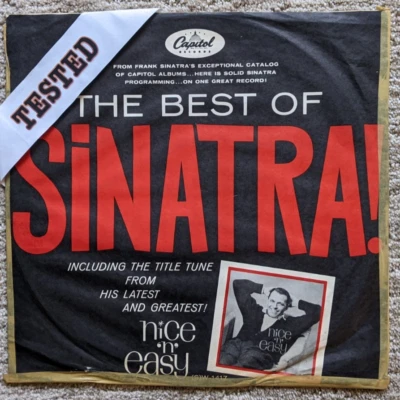 Capitol
RECORDS
FROM FRANK SINATRA'S EXCEPTIONAL CATALOG
OF CAPITOL ALBUMS...HERE IS SOLID SINATRA
PROGRAMMING...ON ONE GREAT RECORD!
TESTED
THE BEST OF
SiNATRA!
INCLUDING THE TITLE TUNE
FROM
HIS LATEST
AND GREATEST!
nice
'n'
easy
nice
'n'
easy